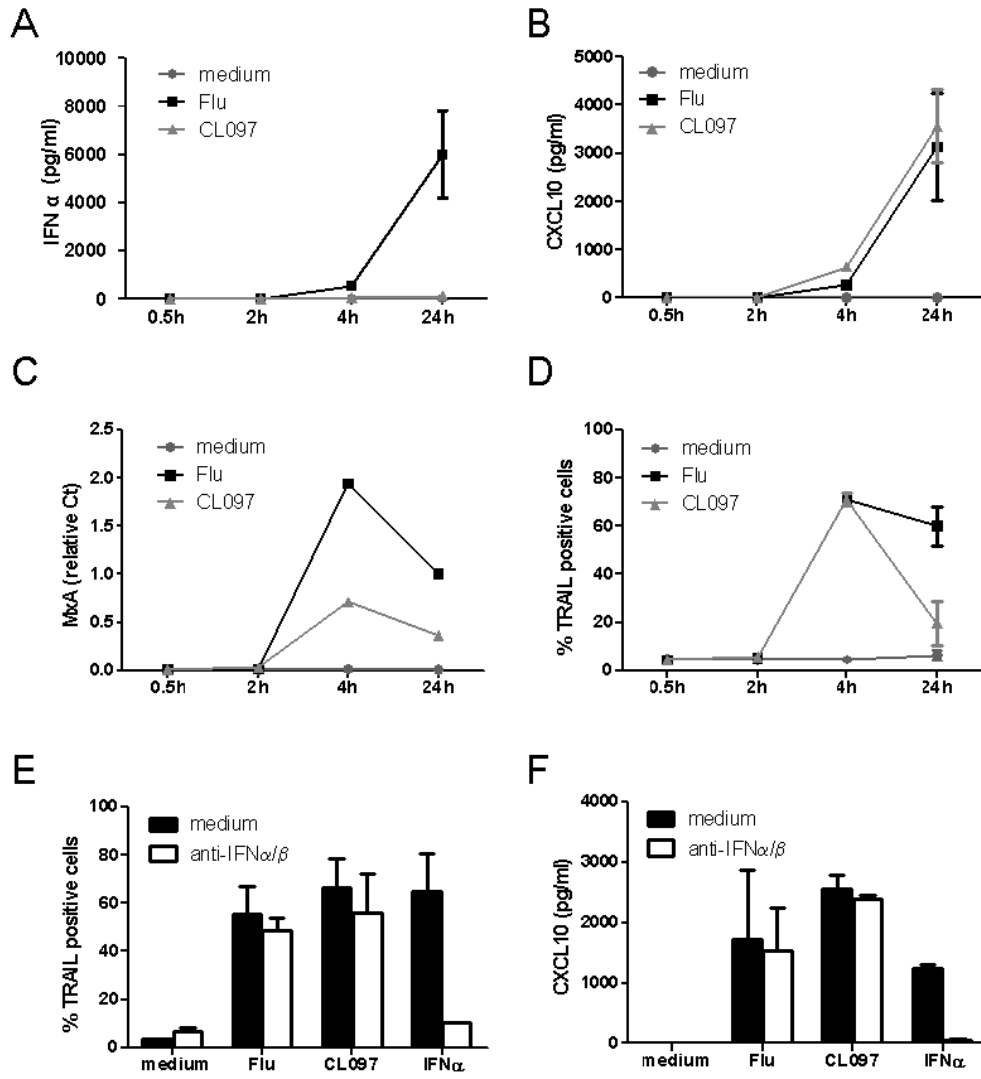 A
IFN α (pg/ml)
10000
8000
6000
4000
2000
0
medium
Flu
CL097
0.5h 2h 4h 24h
B
CXCL10 (pg/ml)
5000
4000
3000
2000
1000
0
medium
Flu
CL097
0.5h 2h 4h 24h
C
MxA (relative Ct)
2.5
2.0
1.5
1.0
0.5
0.0
medium
Flu
CL097
0.5h 2h 4h 24h
D
% TRAIL positive cells
100
80
60
40
20
0
medium
Flu
CL097
0.5h 2h 4h 24h
E
% TRAIL positive cells
100
80
60
40
20
0
medium
anti-IFNα/β
medium Flu CL097 IFNα
F
CXCL10 (pg/ml)
4000
3000
2000
1000
0
medium
anti-IFNα/β
medium Flu CL097 IFNα